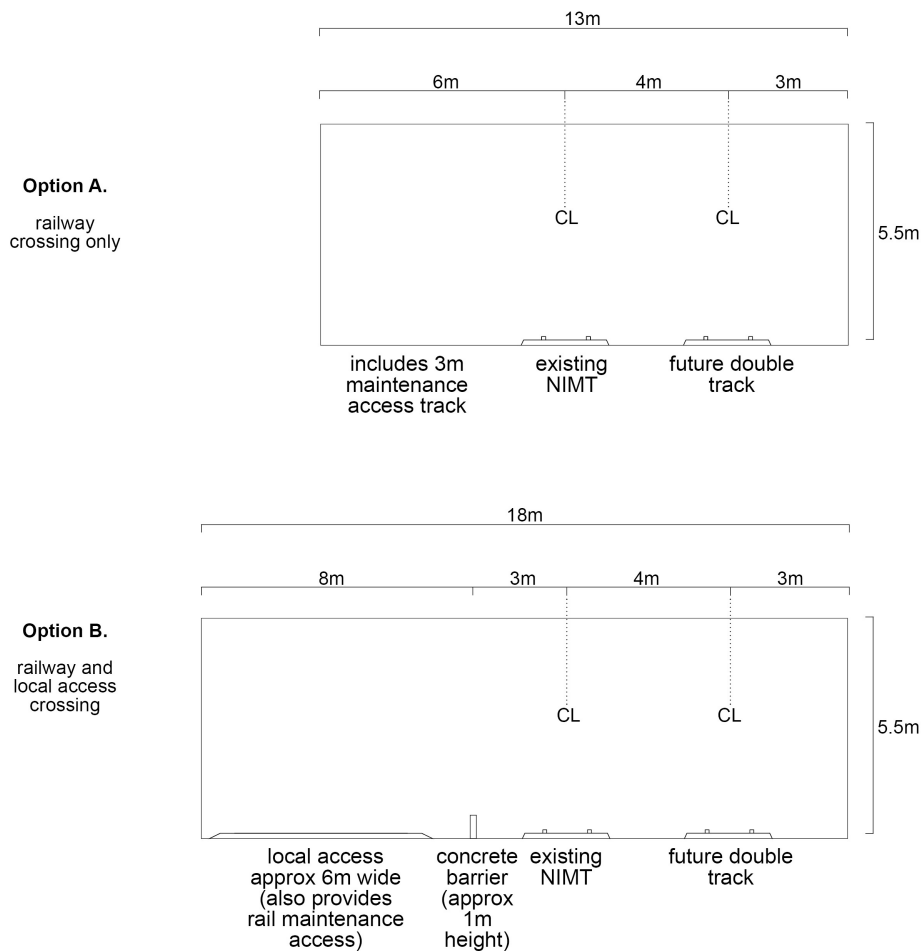 13m
6m
4m
3m
Option A.
railway
crossing only
CL
CL
5.5m
includes 3m
maintenance
access track
existing
NIMT
future double
track
18m
8m
3m
4m
3m
Option B.
railway and
local access
crossing
CL
CL
5.5m
local access
approx 6m wide
(also provides
rail maintenance
access)
concrete
barrier
(approx
1m
height)
existing
NIMT
future double
track